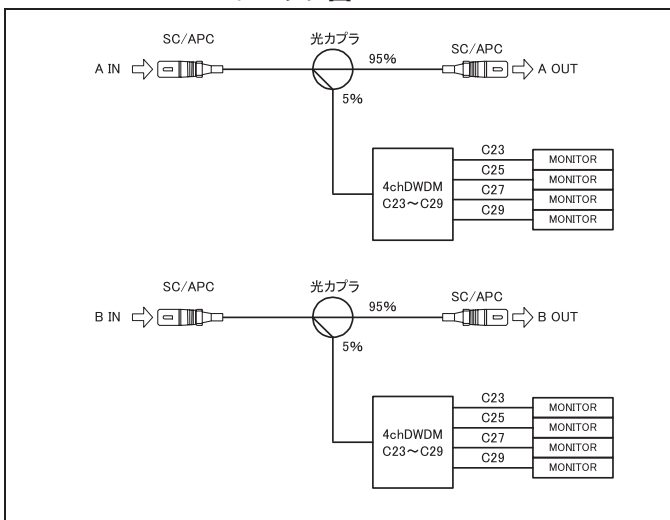 SC/APC
光カプラ
SC/APC
A IN
95%
A OUT
5%
4chDWDM
C23～C29
C23
MONITOR
C25
MONITOR
C27
MONITOR
C29
MONITOR
SC/APC
光カプラ
SC/APC
B IN
95%
B OUT
5%
4chDWDM
C23～C29
C23
MONITOR
C25
MONITOR
C27
MONITOR
C29
MONITOR